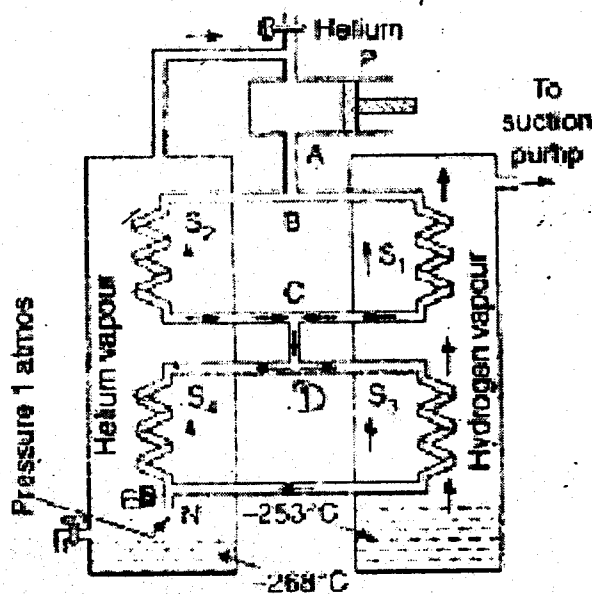 Helium
P
To
suction
pump
A
B
S₂
S₁
C
Helium vapour
Hydrogen vapour
Pressure 1 atmos
S₄
D
S₃
N
-253°C
-268°C